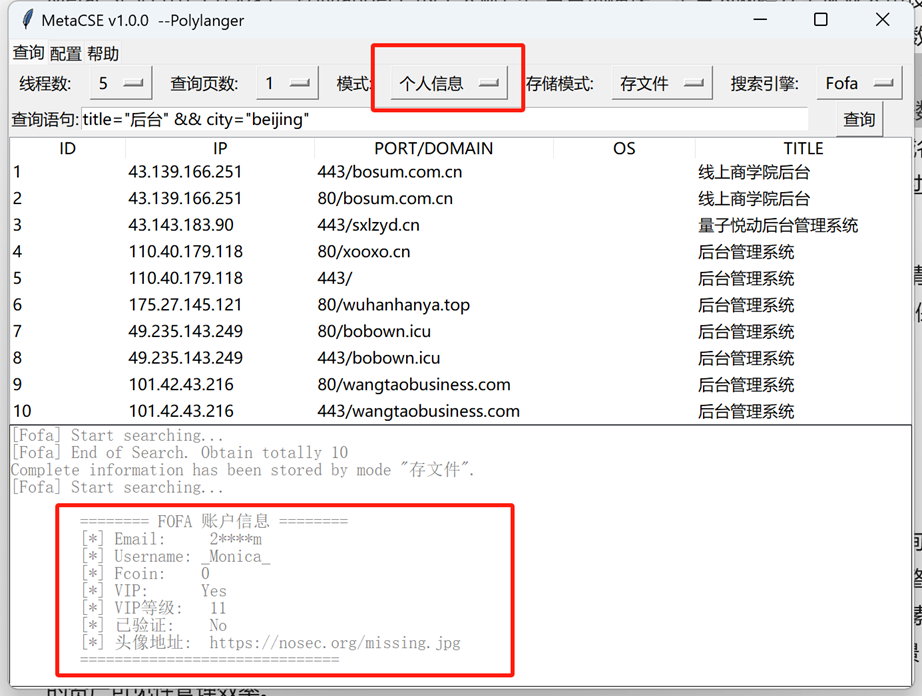 MetaCSE v1.0.0 --Polylanger
查询 配置 帮助
线程数: 5 查询页数: 1 模式: 个人信息 存储模式: 存文件 搜索引擎: Fofa
查询语句: title="后台" && city="beijing" 查询
ID IP PORT/DOMAIN OS TITLE
1 43.139.166.251 443/bosum.com.cn 线上商学院后台
2 43.139.166.251 80/bosum.com.cn 线上商学院后台
3 43.143.183.90 443/sxlzyd.cn 量子悦动后台管理系统
4 110.40.179.118 80/xooxo.cn 后台管理系统
5 110.40.179.118 443/ 后台管理系统
6 175.27.145.121 80/wuhanhanya.top 后台管理系统
7 49.235.143.249 80/bobown.icu 后台管理系统
8 49.235.143.249 443/bobown.icu 后台管理系统
9 101.42.43.216 80/wangtaobusiness.com 后台管理系统
10 101.42.43.216 443/wangtaobusiness.com 后台管理系统
[Fofa] Start searching...
[Fofa] End of Search. Obtain totally 10
Complete information has been stored by mode "存文件".
[Fofa] Start searching...
======== FOFA 账户信息 ========
[*] Email: 2****m
[*] Username: _Monica_
[*] Fcoin: 0
[*] VIP: Yes
[*] VIP等级: 11
[*] 已验证: No
[*] 头像地址: https://nosec.org/missing.jpg
==============================